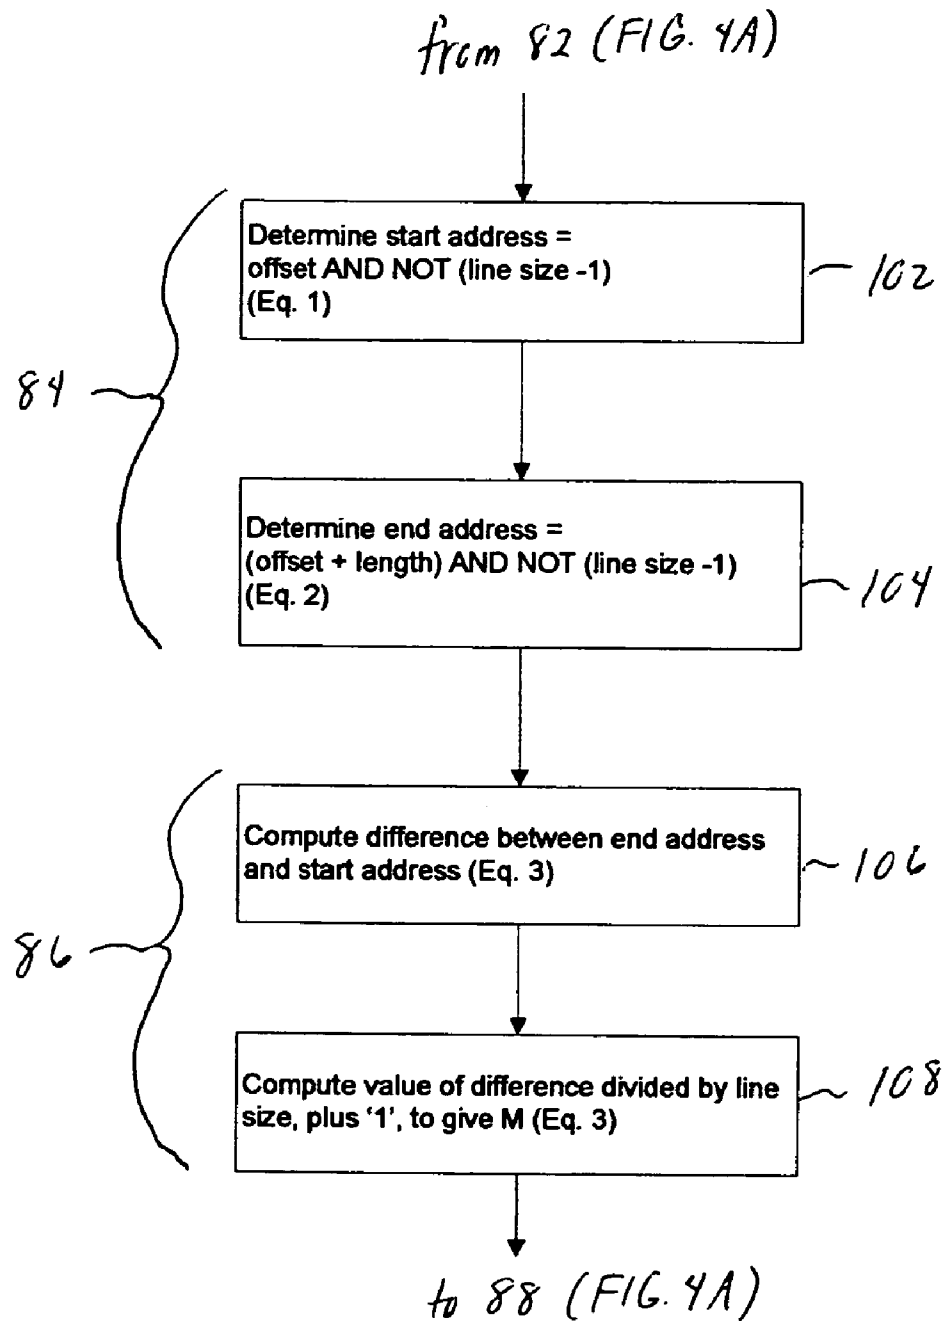 from 82 (FIG. 4A)
Determine start address =
offset AND NOT (line size -1)
(Eq. 1)
102
84
Determine end address =
(offset + length) AND NOT (line size -1)
(Eq. 2)
104
Compute difference between end address
and start address (Eq. 3)
106
86
Compute value of difference divided by line
size, plus '1', to give M (Eq. 3)
108
to 88 (FIG. 4A)